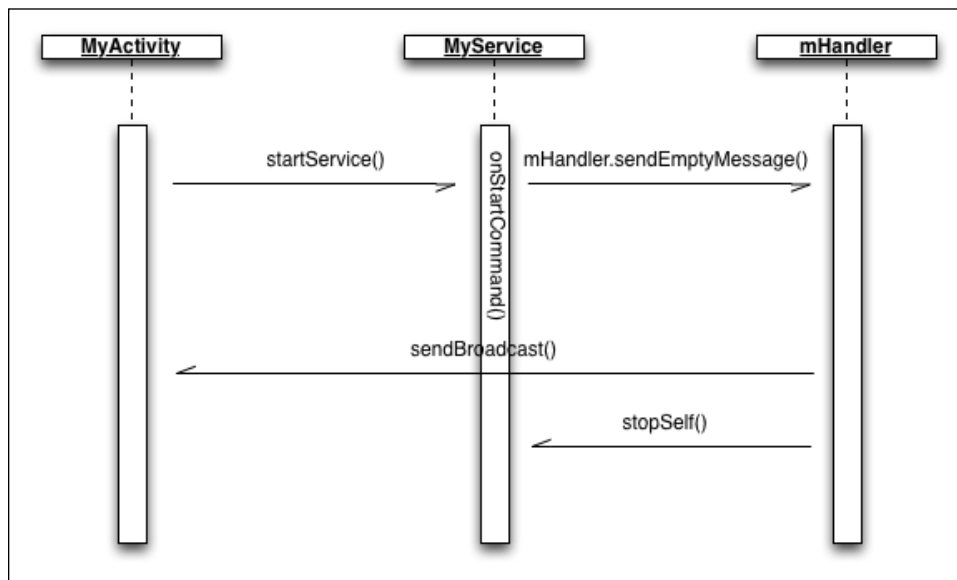 MyActivity
MyService
mHandler
startService()
mHandler.sendEmptyMessage()
onStartCommand()
sendBroadcast()
stopSelf()